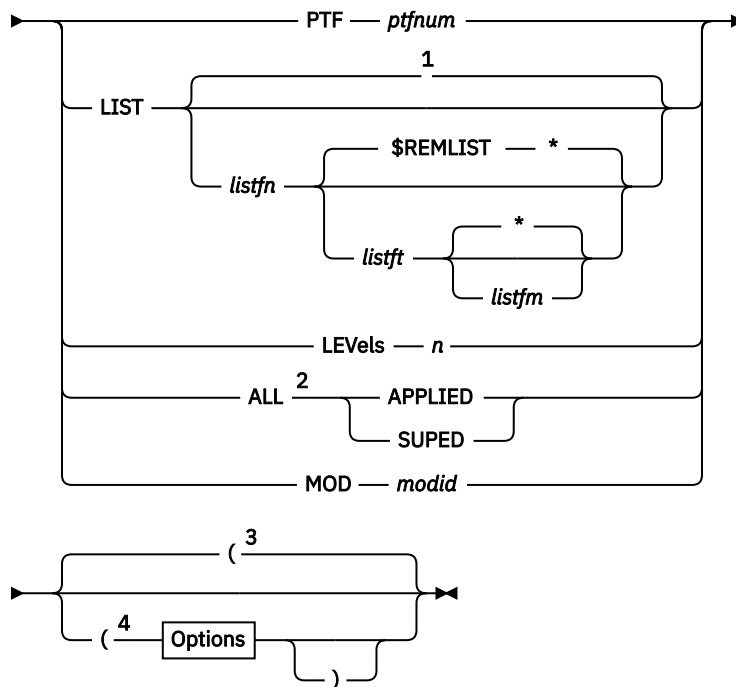 PTF ptfnum
1
LIST
$REMLIST *
listfn
*
listft
listfm
LEVels n
ALL 2 APPLIED
SUPED
MOD modid
( 3
( 4 Options
)